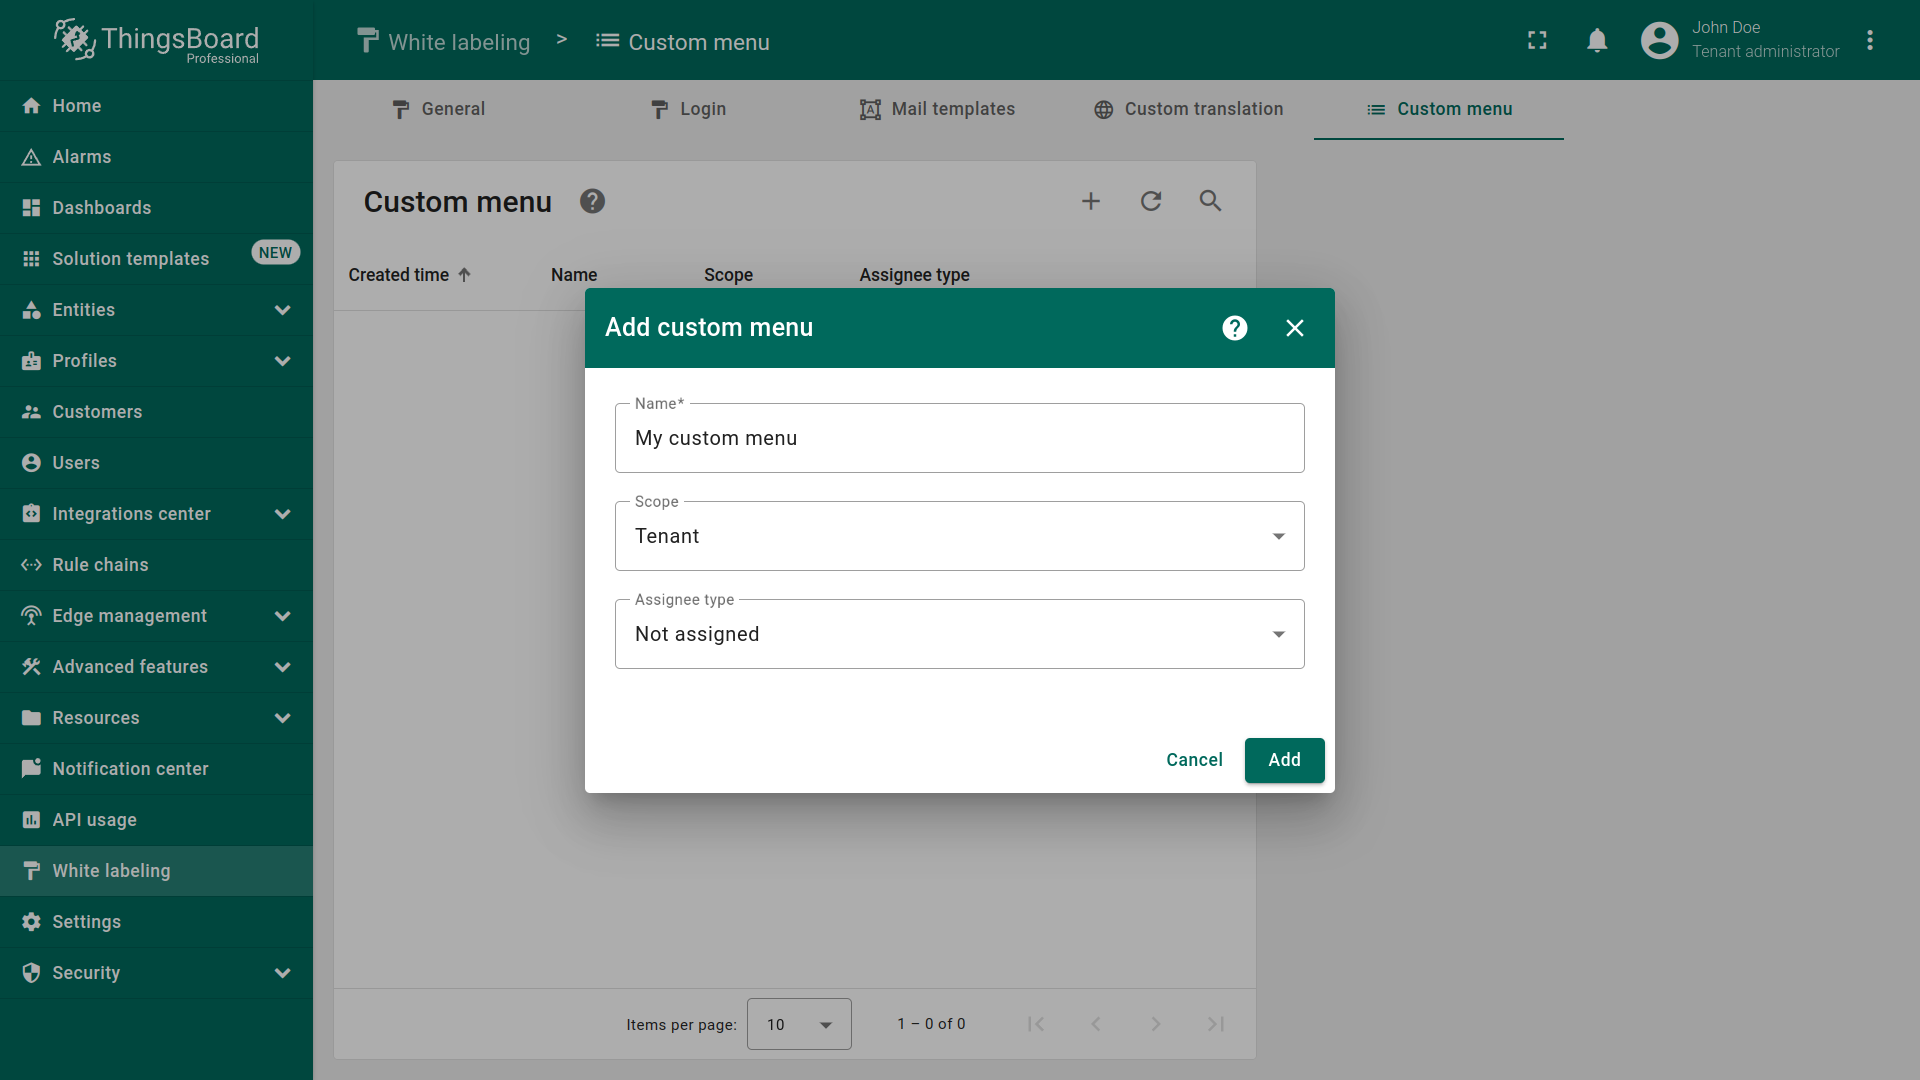 ThingsBoard
Professional
White labeling > Custom menu
John Doe
Tenant administrator
Home
Alarms
Dashboards
Solution templates NEW
Entities
Profiles
Customers
Users
Integrations center
Rule chains
Edge management
Advanced features
Resources
Notification center
API usage
White labeling
Settings
Security
General Login Mail templates Custom translation Custom menu
Custom menu
Created time Name Scope Assignee type
Add custom menu
Name*
My custom menu
Scope
Tenant
Assignee type
Not assigned
Cancel Add
Items per page: 10 1 – 0 of 0